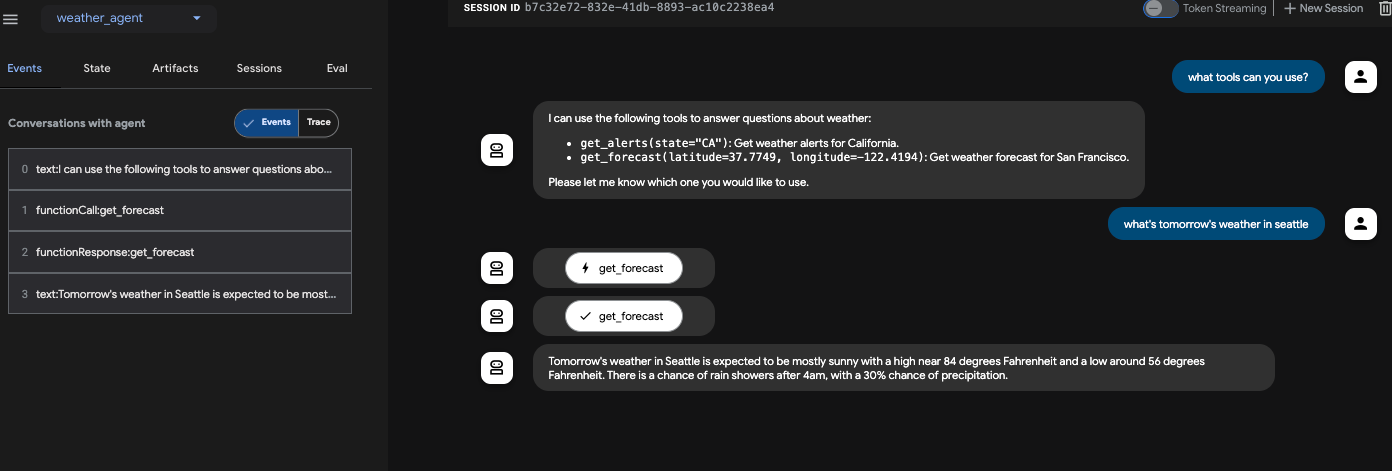 weather_agent
SESSION ID b7c32e72-832e-41db-8893-ac10c2238ea4
Token Streaming
New Session
Events State Artifacts Sessions Eval
Conversations with agent
Events Trace
0 text:I can use the following tools to answer questions abo...
1 functionCall:get_forecast
2 functionResponse:get_forecast
3 text:Tomorrow's weather in Seattle is expected to be most...
what tools can you use?
I can use the following tools to answer questions about weather:
• get_alerts(state="CA"): Get weather alerts for California.
• get_forecast(latitude=37.7749, longitude=-122.4194): Get weather forecast for San Francisco.
Please let me know which one you would like to use.
what's tomorrow's weather in seattle
get_forecast
get_forecast
Tomorrow's weather in Seattle is expected to be mostly sunny with a high near 84 degrees Fahrenheit and a low around 56 degrees
Fahrenheit. There is a chance of rain showers after 4am, with a 30% chance of precipitation.